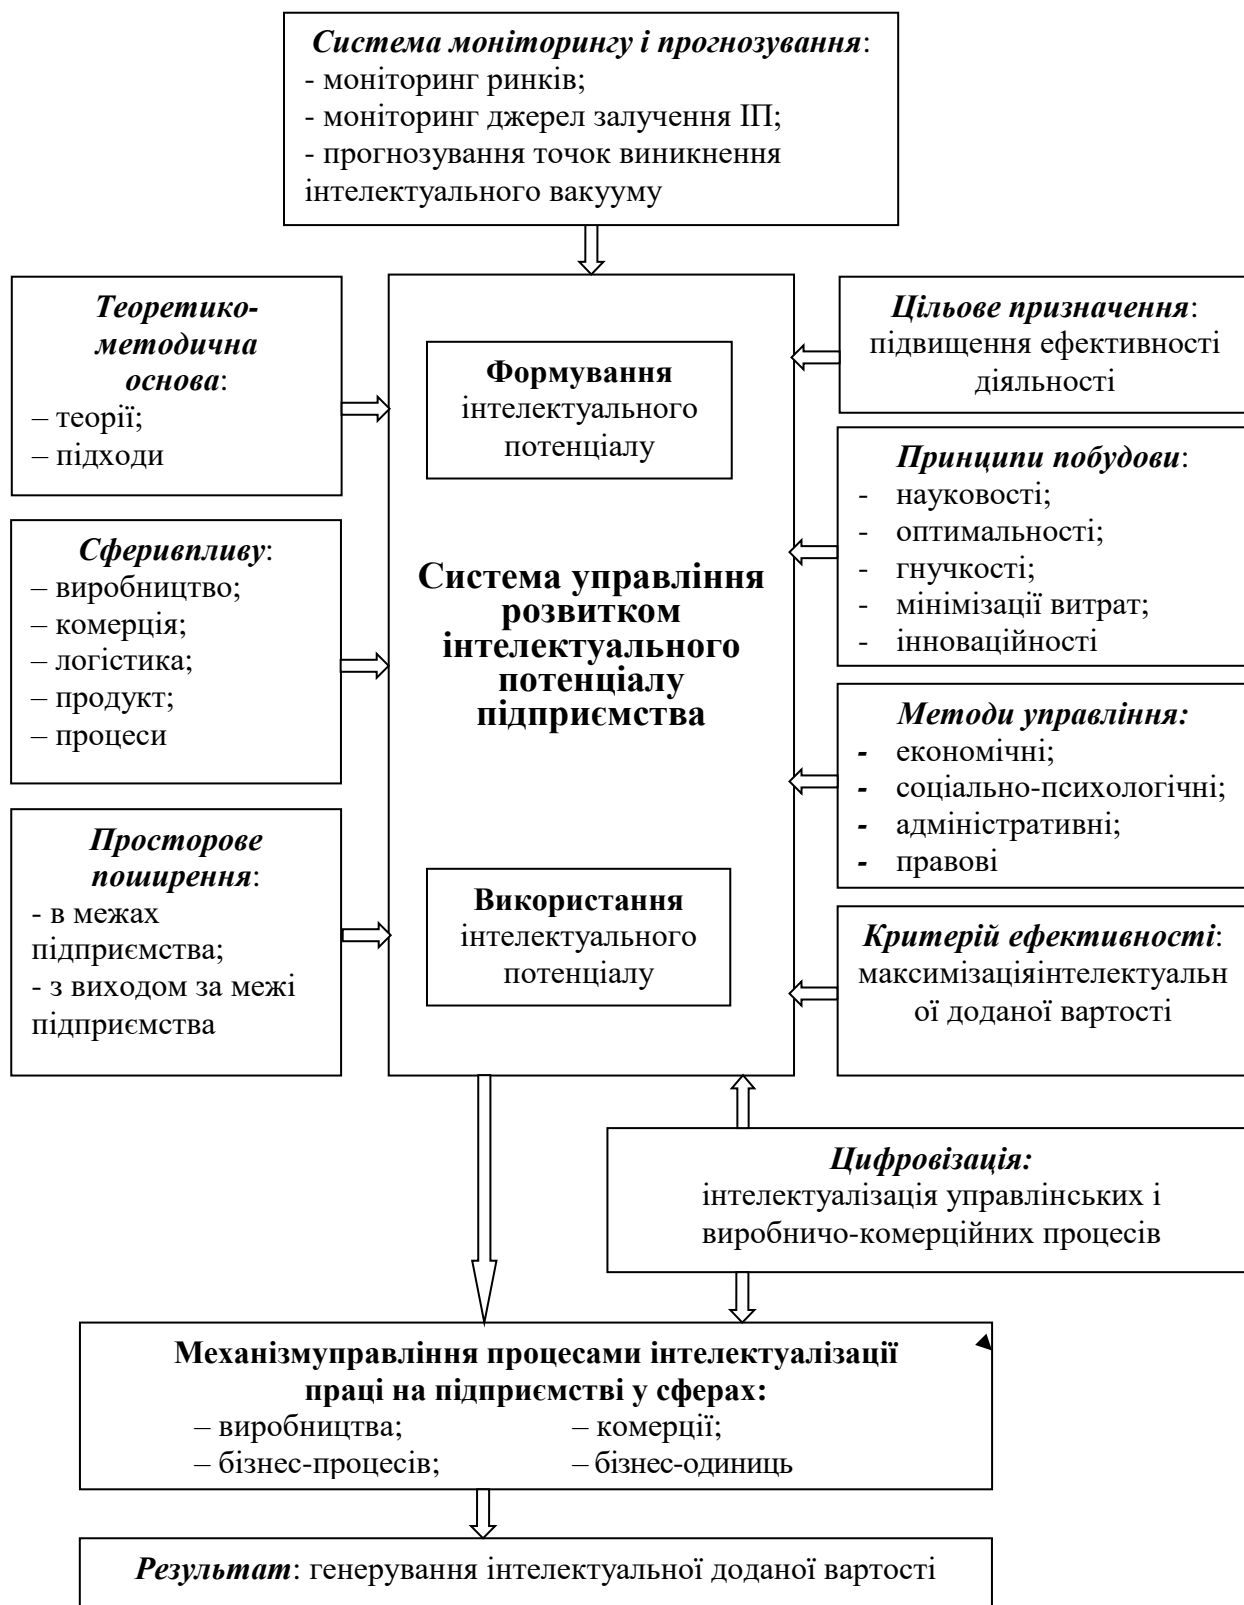 Система моніторингу і прогнозування:
- моніторинг ринків;
- моніторинг джерел залучення ІП;
- прогнозування точок виникнення
інтелектуального вакууму
Теоретико-
методична
основа:
– теорії;
– підходи
Сферивпливу:
– виробництво;
– комерція;
– логістика;
– продукт;
– процеси
Просторове
поширення:
- в межах
підприємства;
- з виходом за межі
підприємства
Формування
інтелектуального
потенціалу
Система управління
розвитком
інтелектуального
потенціалу
підприємства
Використання
інтелектуального
потенціалу
Цільове призначення:
підвищення ефективності
діяльності
Принципи побудови:
- науковості;
- оптимальності;
- гнучкості;
- мінімізації витрат;
- інноваційності
Методи управління:
- економічні;
- соціально-психологічні;
- адміністративні;
- правові
Критерій ефективності:
максимізаціяінтелектуальн
ої доданої вартості
Цифровізація:
інтелектуалізація управлінських і
виробничо-комерційних процесів
Механізмуправління процесами інтелектуалізації
праці на підприємстві у сферах:
– виробництва; – комерції;
– бізнес-процесів; – бізнес-одиниць
Результат: генерування інтелектуальної доданої вартості